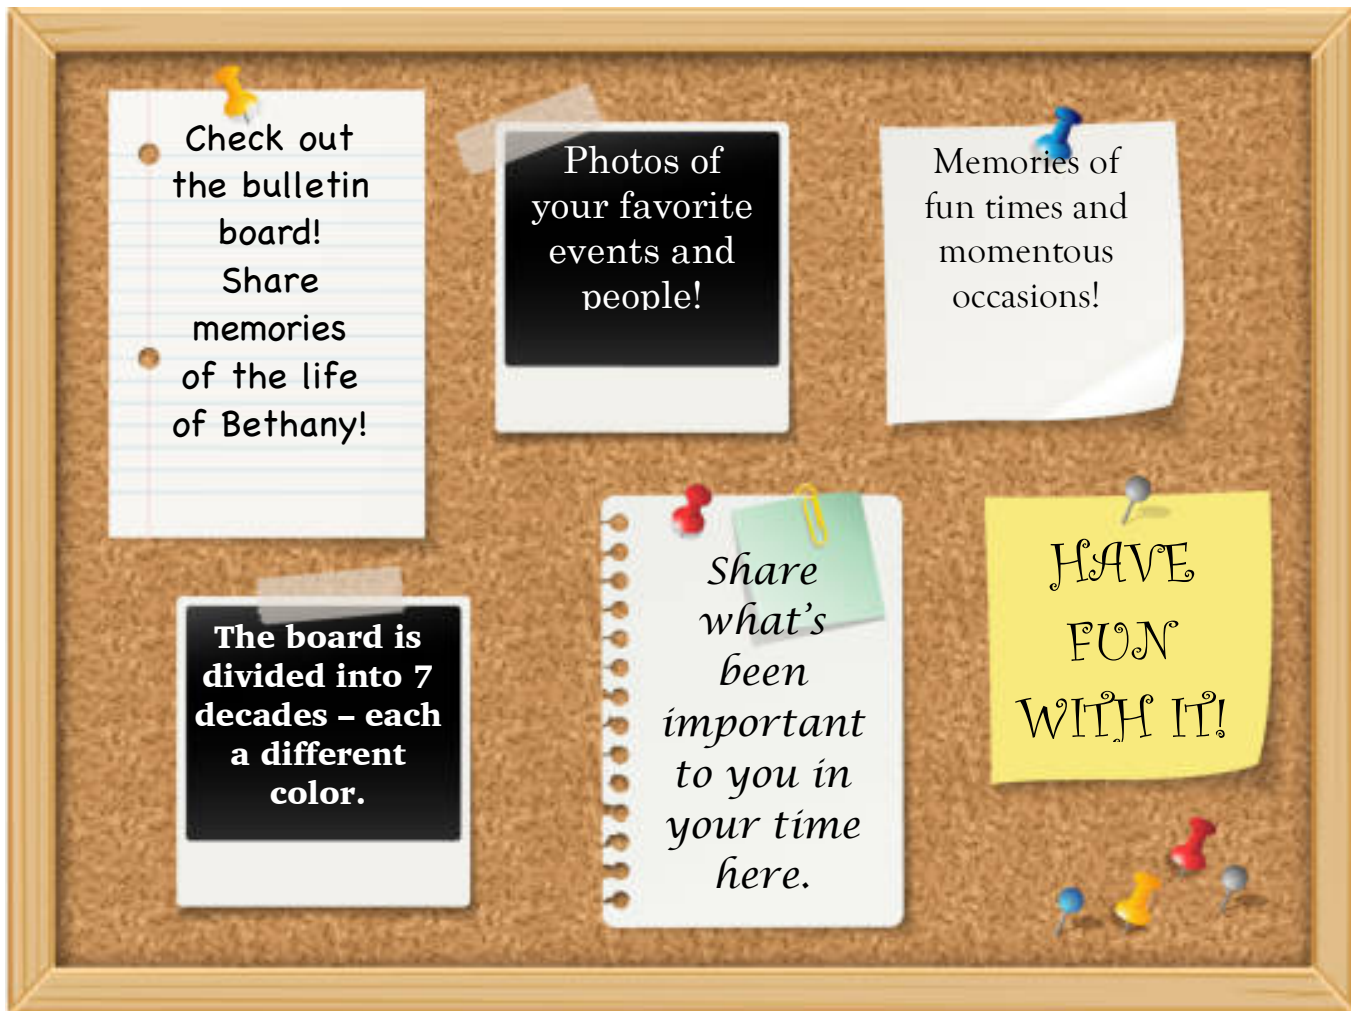 Check out
the bulletin
board!
Share
memories
of the life
of Bethany!
Photos of
your favorite
events and
people!
Memories of
fun times and
momentous
occasions!
The board is
divided into 7
decades – each
a different
color.
Share
what’s
been
important
to you in
your time
here.
HAVE
FUN
WITH IT!